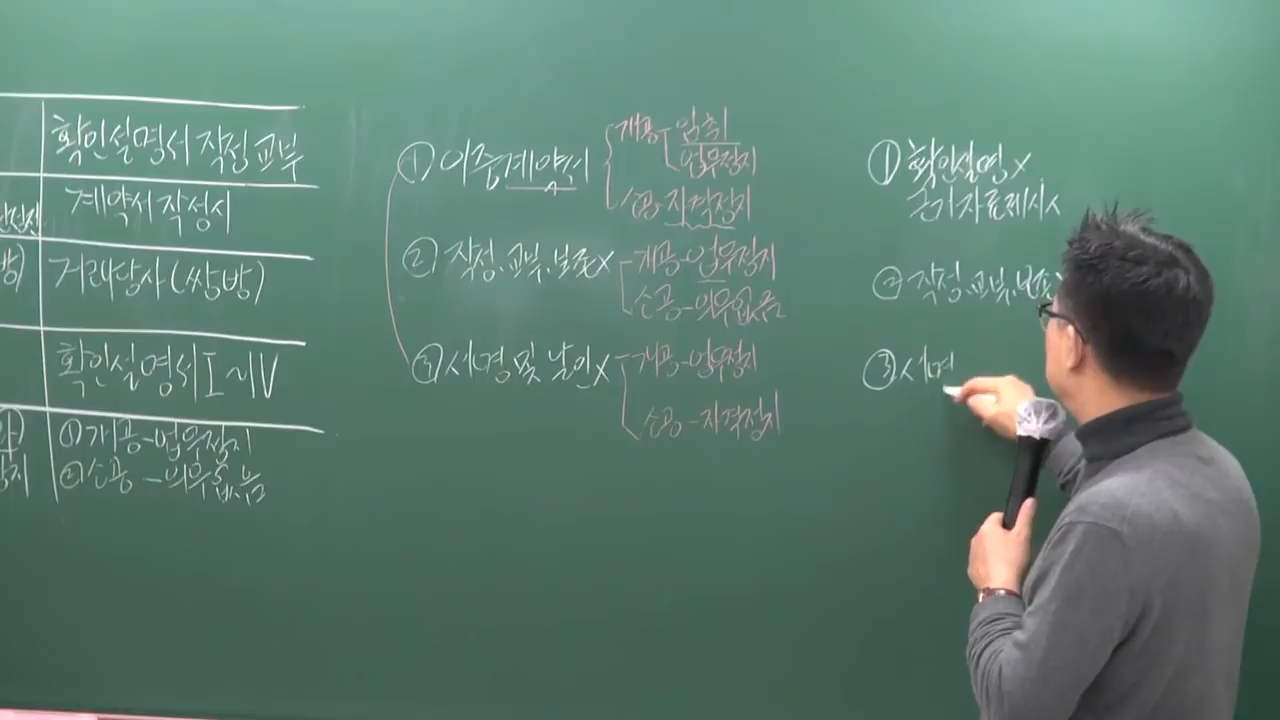 확인설명서 작성 교부
계약서 작성시
거래당사(쌍방)
확인설명서 I~IV
① 개공-업무정지
② 소공-의무없음
① 이중계약서
개공
임취
업무정지
소공 자격정지
② 작성、교부、보존x
개공-업무정지
소공-의무없음
③ 서명 및 날인x
개공-업무정지
소공-자격정지
① 확인설명x
근거자료제시x
② 작성、교부、보존
③ 서명